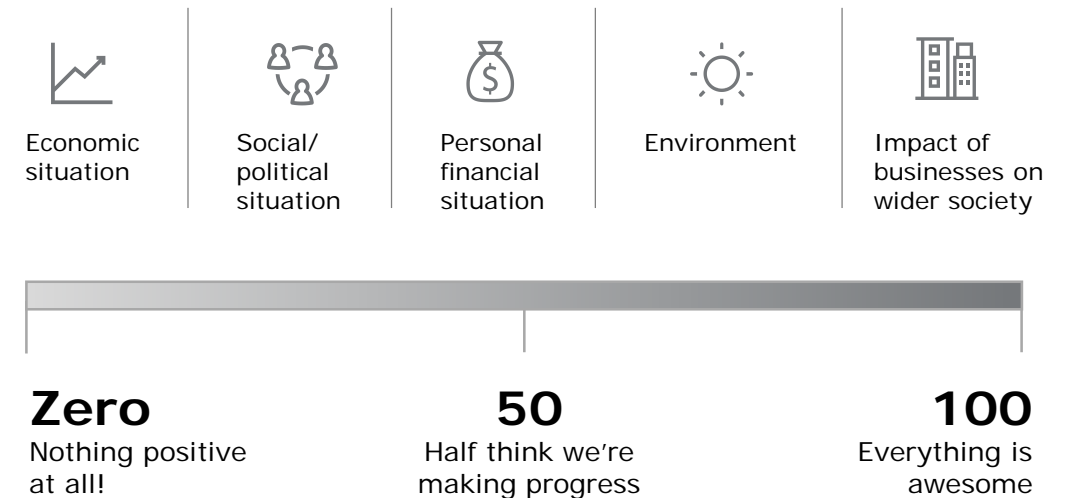 Economic
situation
Social/
political
situation
Personal
financial
situation
Environment
Impact of
businesses on
wider society
Zero
Nothing positive
at all!
50
Half think we're
making progress
100
Everything is
awesome